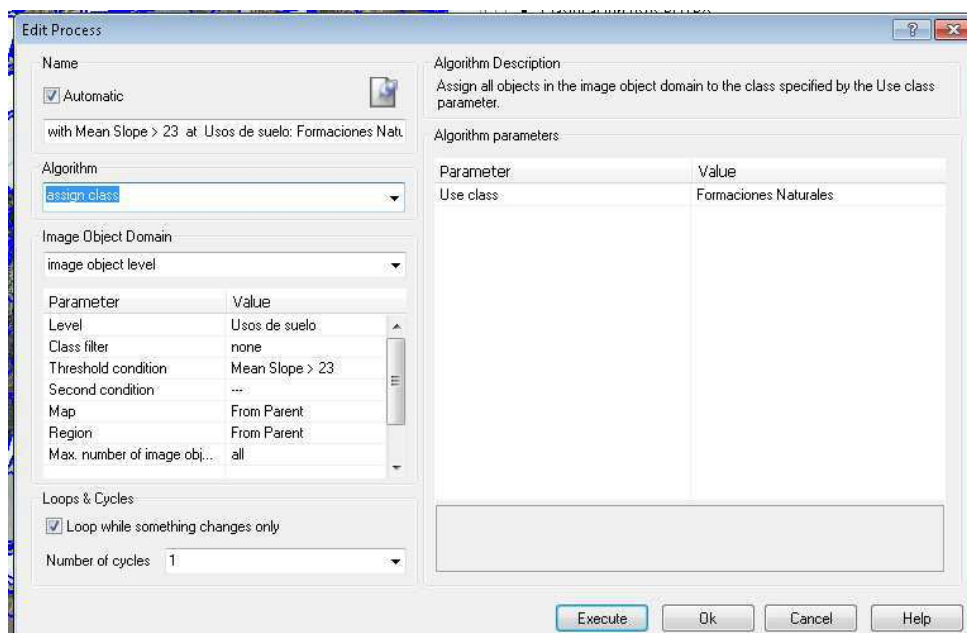 Edit Process
Name
Automatic
with Mean Slope > 23 at Usos de suelo: Formaciones Natu
Algorithm
assign class
Image Object Domain
image object level
Parameter Value
Level Usos de suelo
Class filter none
Threshold condition Mean Slope > 23
Second condition ---
Map From Parent
Region From Parent
Max. number of image obj... all
Loops & Cycles
Loop while something changes only
Number of cycles 1
Algorithm Description
Assign all objects in the image object domain to the class specified by the Use class
parameter.
Algorithm parameters
Parameter Value
Use class Formaciones Naturales
Execute Ok Cancel Help